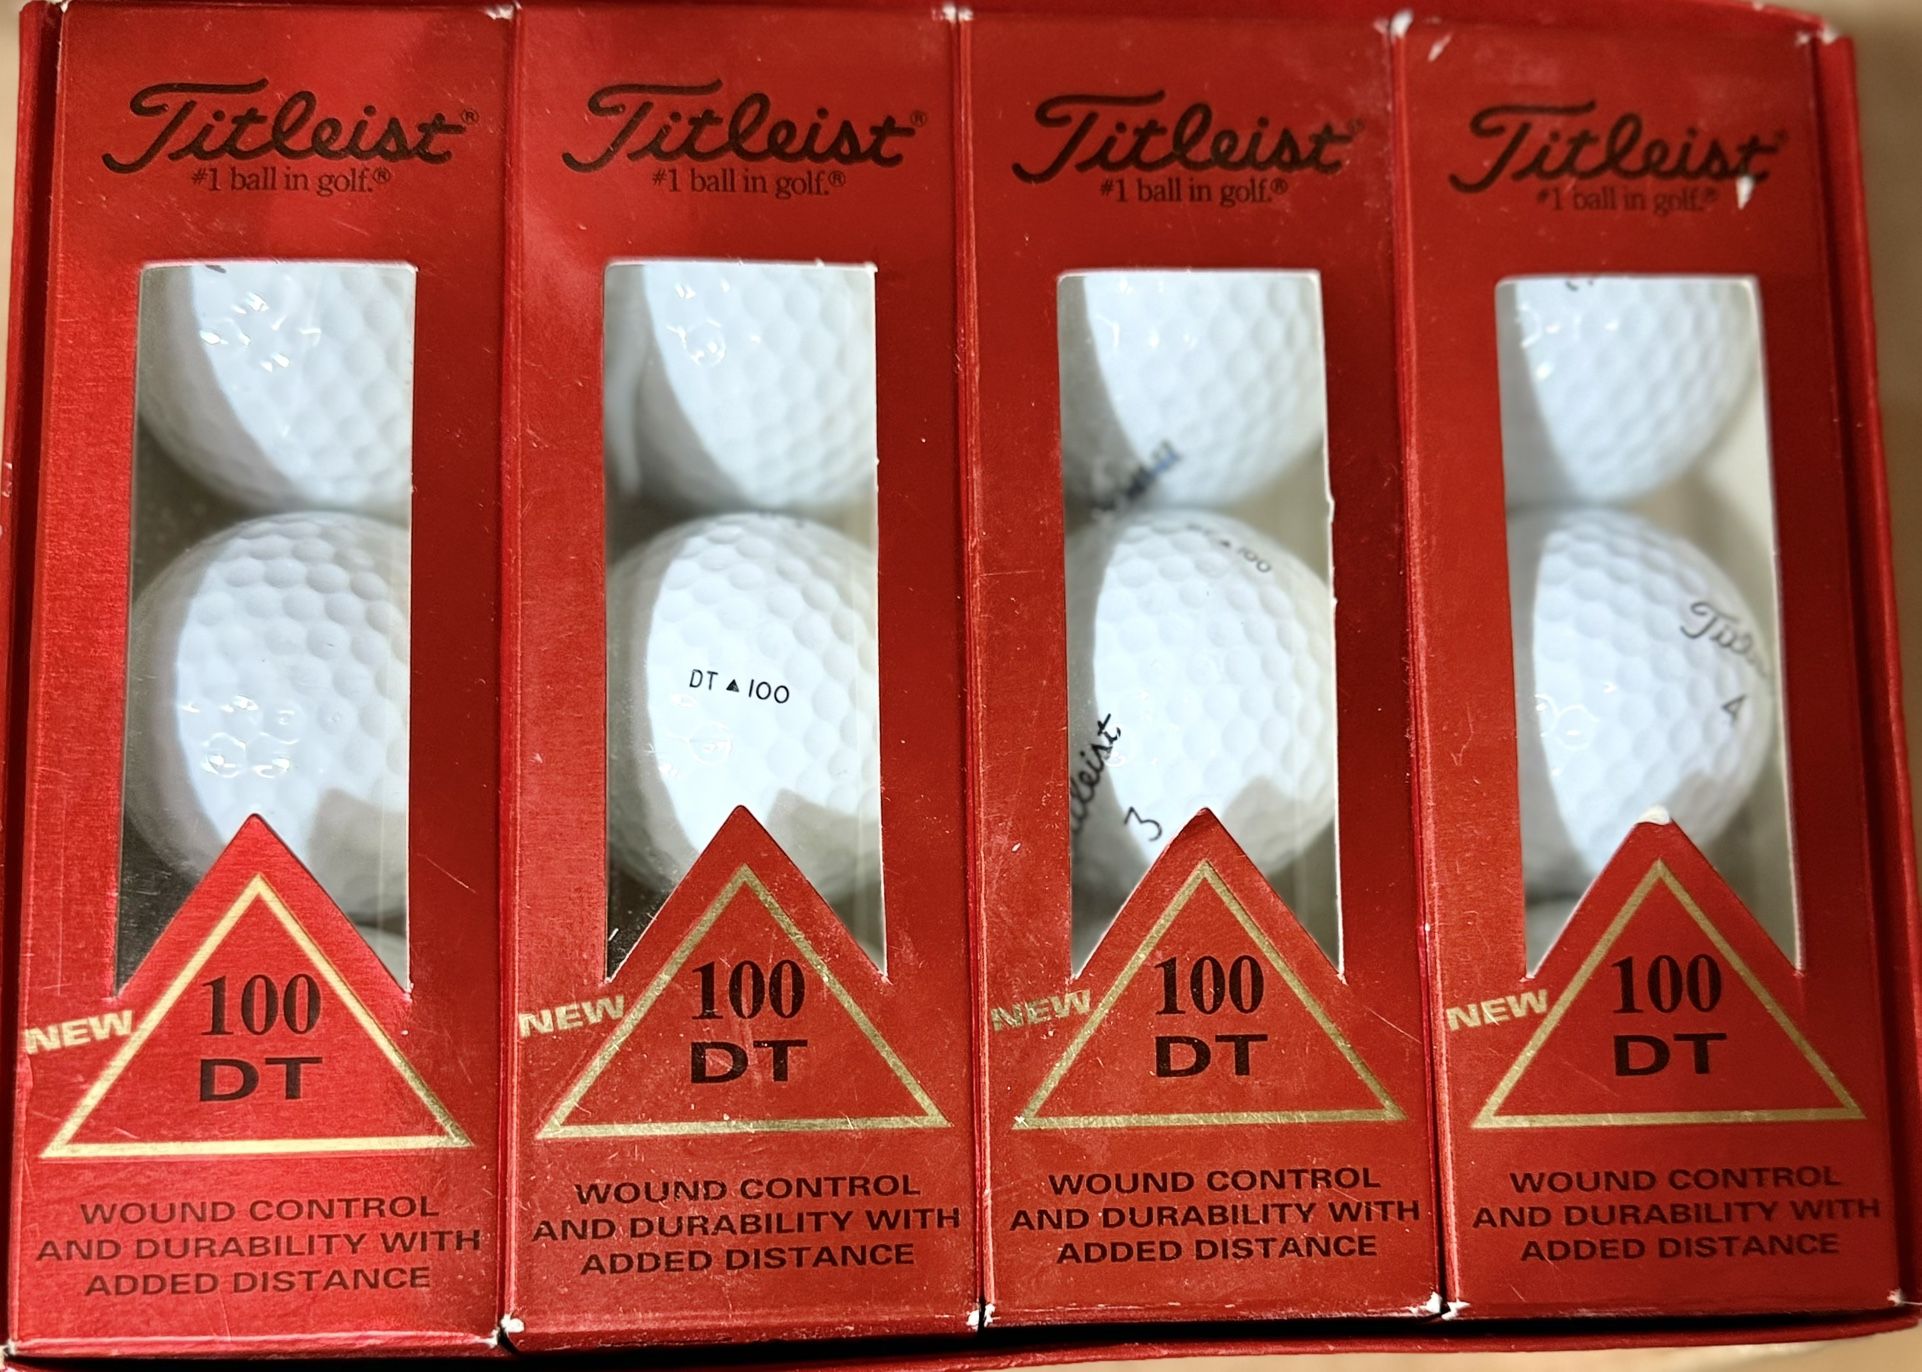 Titleist®
#1 ball in golf.®
NEW
100
DT
WOUND CONTROL
AND DURABILITY WITH
ADDED DISTANCE
Titleist®
#1 ball in golf.®
DT ▲ 100
NEW
100
DT
WOUND CONTROL
AND DURABILITY WITH
ADDED DISTANCE
Titleist®
#1 ball in golf.®
▲ 100
leist
3
NEW
100
DT
WOUND CONTROL
AND DURABILITY WITH
ADDED DISTANCE
Titleist®
#1 ball in golf.®
Title
4
NEW
100
DT
WOUND CONTROL
AND DURABILITY WITH
ADDED DISTANCE